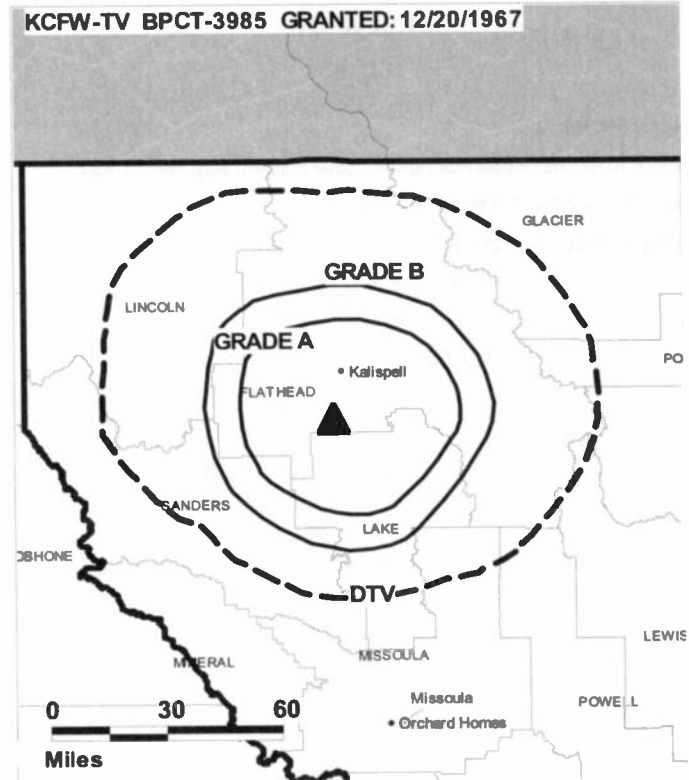 KCFW-TV BPCT-3985 GRANTED: 12/20/1967
GLACIER
GRADE B
LINCOLN
GRADE A
Kalispell
PO
FLATHEAD
SANDERS
LAKE
OSHONE
DTV
LEWIS
MINERAL
MISSOULA
Missoula
POWELL
Orchard Homes
0 30 60
Miles